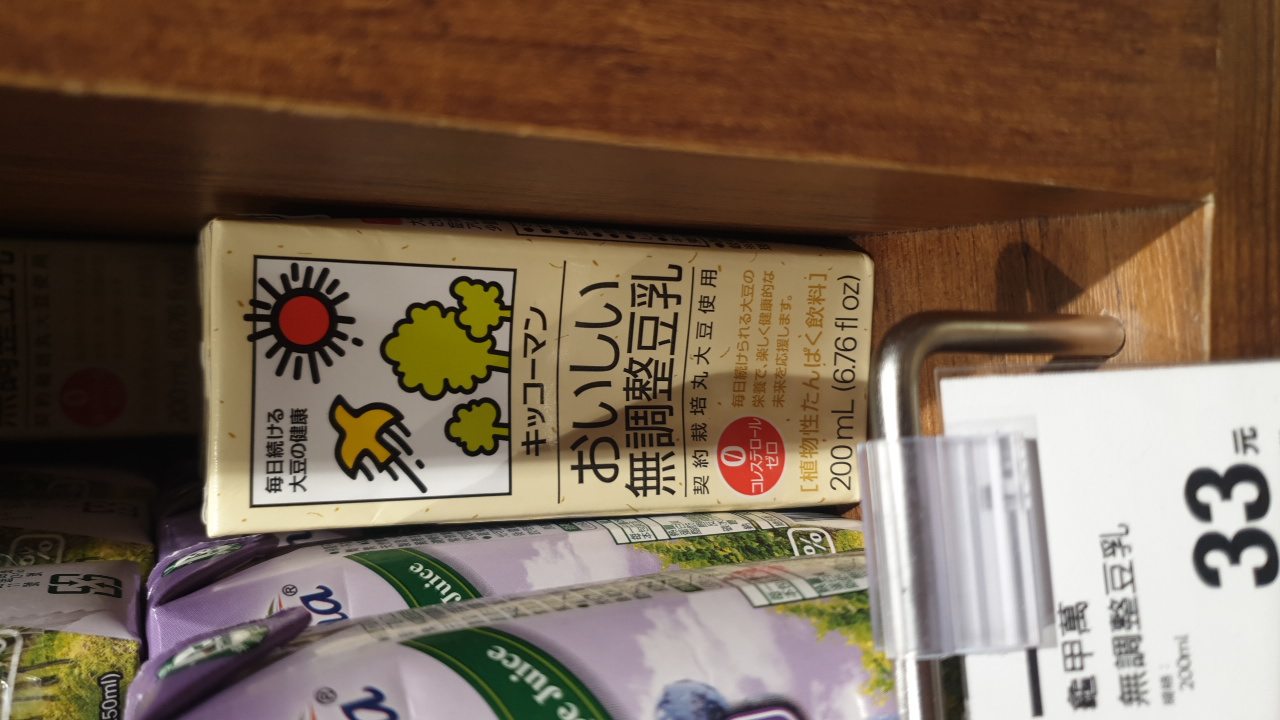 毎日続ける
大豆の健康
キッコーマン
おいしい
無調整豆乳
契約栽培丸大豆使用
0
コレステロール
ゼロ
毎日続けられる大豆の
栄養で、楽しく健康的な
未来を応援します。
[植物性たんぱく飲料]
200mL (6.76 fl oz)
Juice
a®
%
pe Juice
a®
50ml)
龜甲萬
無調整豆乳
規格：
200ml
33元